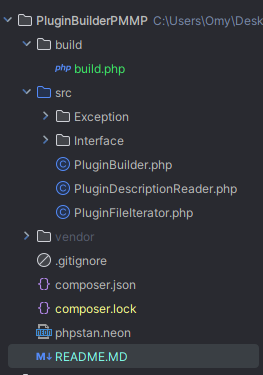 PluginBuilderPMMP C:\Users\Omy\Desk
build
php build.php
src
Exception
Interface
PluginBuilder.php
PluginDescriptionReader.php
PluginFileIterator.php
vendor
.gitignore
composer.json
composer.lock
phpstan.neon
README.MD